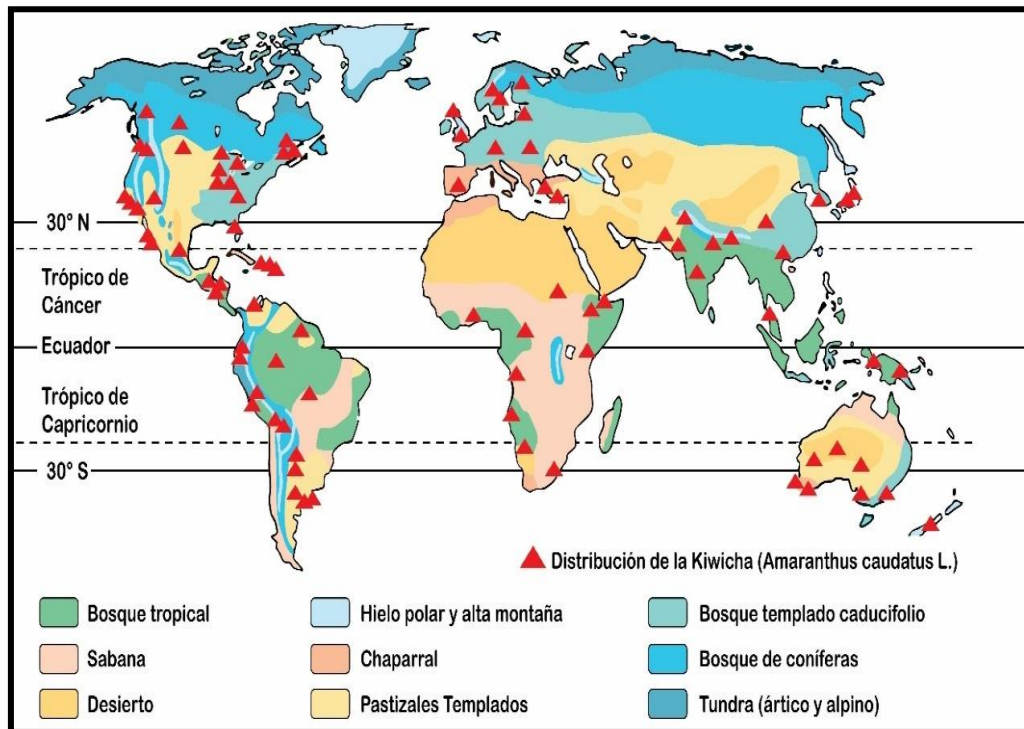 30° N
Trópico de
Cáncer
Ecuador
Trópico de
Capricornio
30° S
Distribución de la Kiwicha (Amaranthus caudatus L.)
Bosque tropical
Hielo polar y alta montaña
Bosque templado caducifolio
Sabana
Chaparral
Bosque de coníferas
Desierto
Pastizales Templados
Tundra (ártico y alpino)